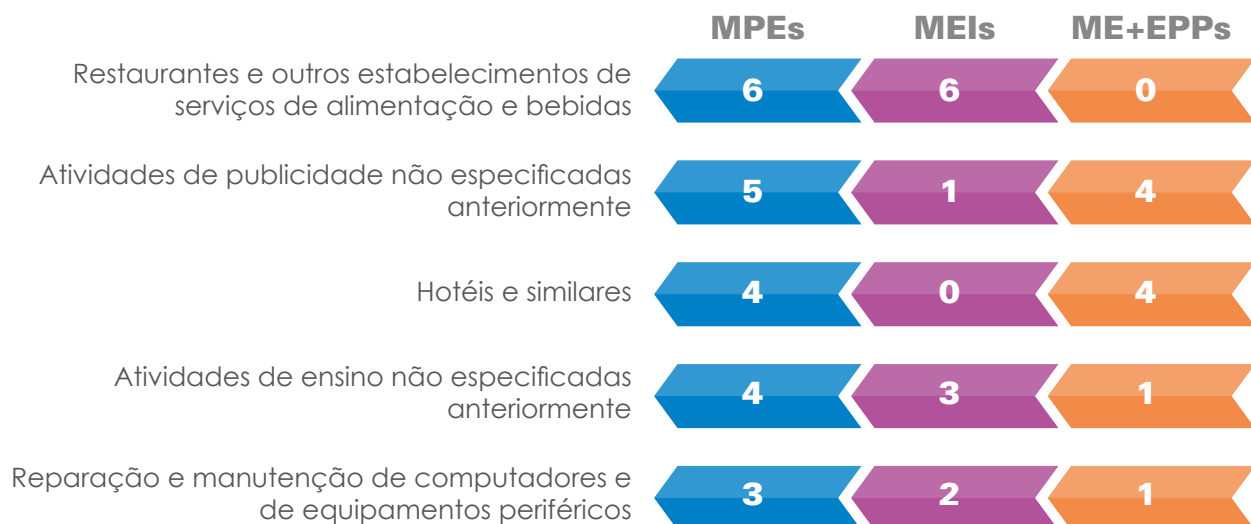 MPEs MEIs ME+EPPs
Restaurantes e outros estabelecimentos de
serviços de alimentação e bebidas
6 6 0
Atividades de publicidade não especificadas
anteriormente
5 1 4
Hotéis e similares
4 0 4
Atividades de ensino não especificadas
anteriormente
4 3 1
Reparação e manutenção de computadores e
de equipamentos periféricos
3 2 1